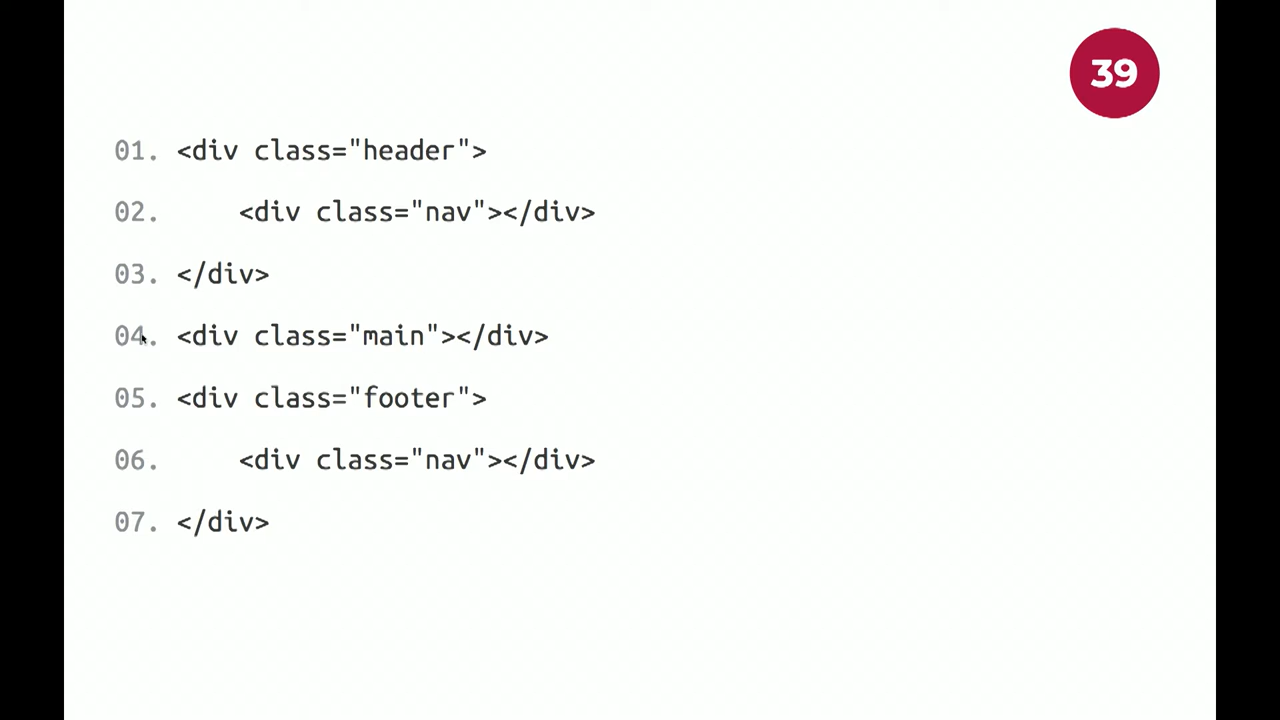 39
01. <div class="header">
02.     <div class="nav"></div>
03. </div>
04. <div class="main"></div>
05. <div class="footer">
06.     <div class="nav"></div>
07. </div>